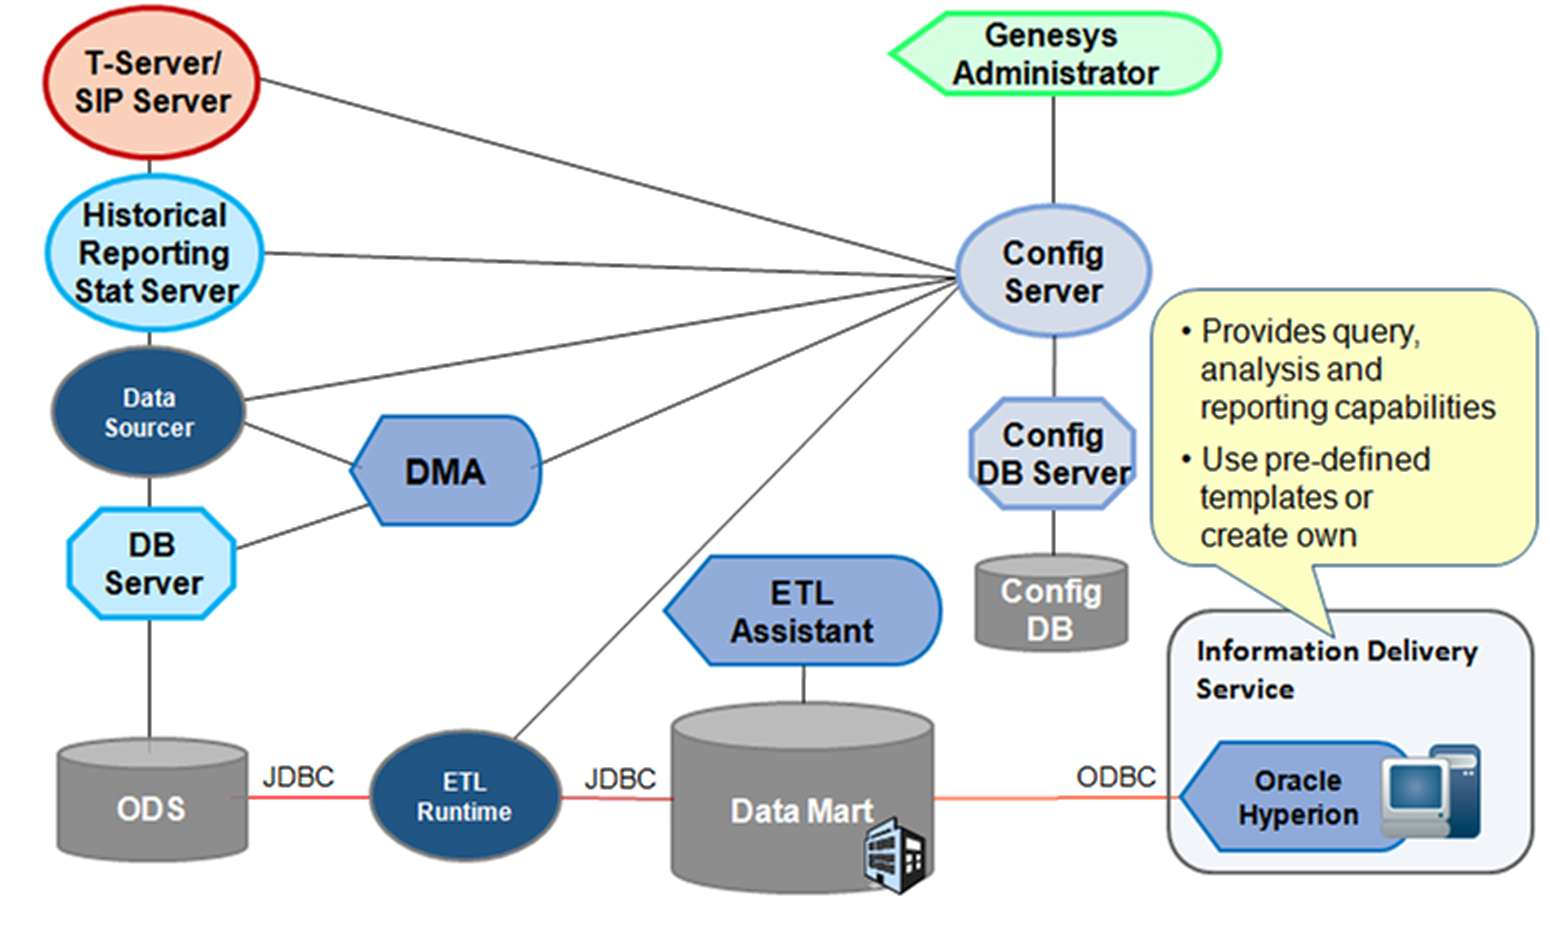 T-Server/
SIP Server
Genesys
Administrator
Historical
Reporting
Stat Server
Config
Server
• Provides query,
analysis and
reporting capabilities
• Use pre-defined
templates or
create own
Data
Sourcer
DMA
Config
DB Server
DB
Server
ETL
Assistant
Config
DB
Information Delivery
Service
ODS
JDBC
ETL
Runtime
JDBC
Data Mart
ODBC
Oracle
Hyperion